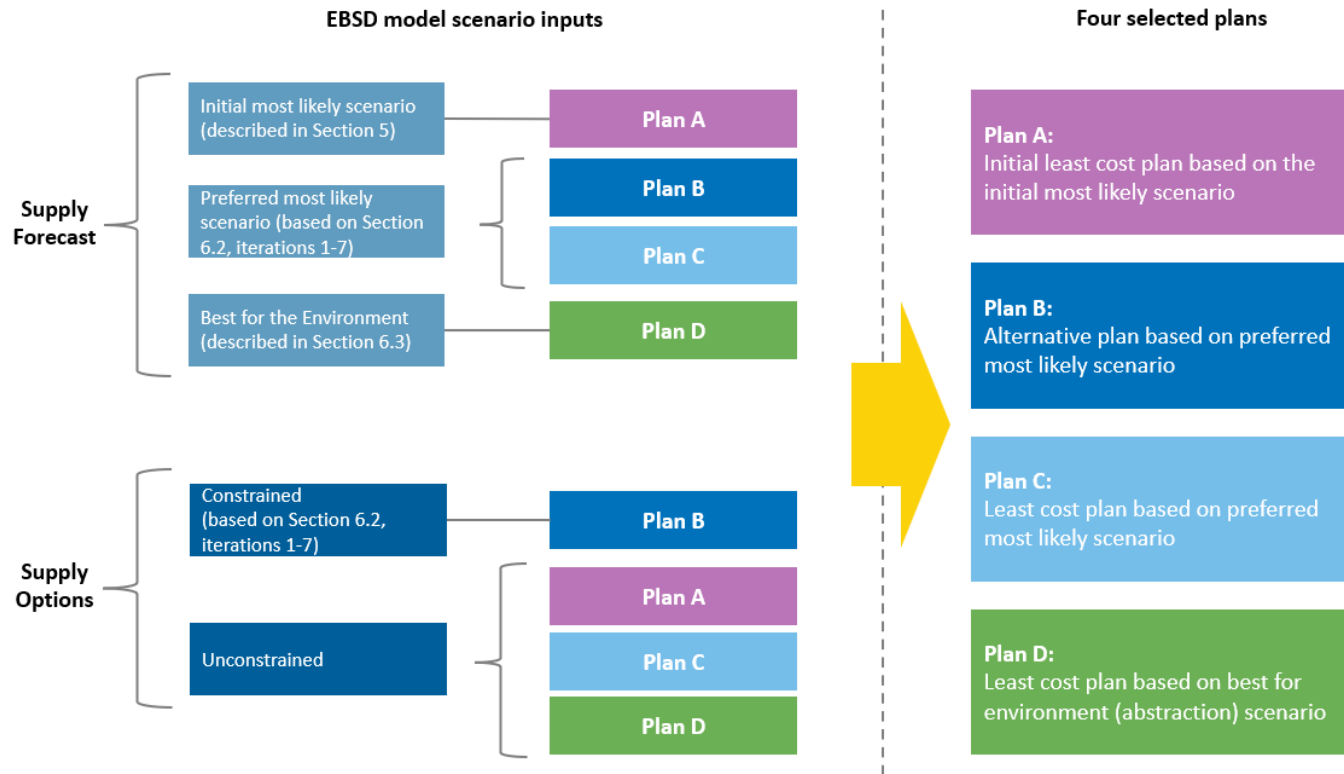 EBSD model scenario inputs
Four selected plans
Supply
Forecast
Initial most likely scenario
(described in Section 5)
Plan A
Preferred most likely
scenario (based on Section
6.2, iterations 1-7)
Plan B
Plan C
Best for the Environment
(described in Section 6.3)
Plan D
Supply
Options
Constrained
(based on Section 6.2,
iterations 1-7)
Plan B
Unconstrained
Plan A
Plan C
Plan D
Plan A:
Initial least cost plan based on the
initial most likely scenario
Plan B:
Alternative plan based on preferred
most likely scenario
Plan C:
Least cost plan based on preferred
most likely scenario
Plan D:
Least cost plan based on best for
environment (abstraction) scenario